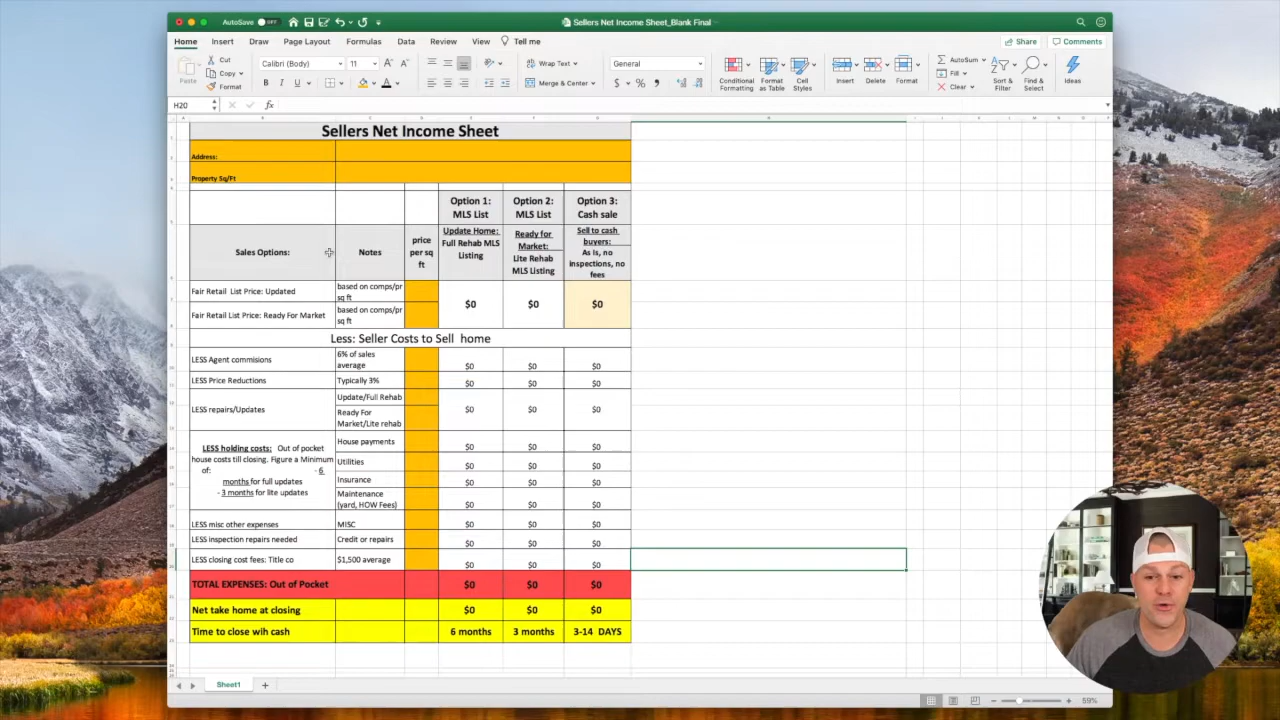 AutoSave OFF
Sellers Net Income Sheet_Blank Final
Home Insert Draw Page Layout Formulas Data Review View Tell me
Share Comments
Paste
Cut
Copy
Format
Calibri (Body) 11
B I U
Wrap Text
Merge & Center
General
$ % ,
Conditional Formatting
Format as Table
Cell Styles
Insert
Delete
Format
AutoSum
Fill
Clear
Sort & Filter
Find & Select
Ideas
H20 fx
Sellers Net Income Sheet
Address:
Property Sq/Ft
Option 1: MLS List
Option 2: MLS List
Option 3: Cash sale
Sales Options:
Notes
price per sq ft
Update Home: Full Rehab MLS Listing
Ready for Market: Lite Rehab MLS Listing
Sell to cash buyers: As is, no inspections, no fees
Fair Retail List Price: Updated
based on comps/pr sq ft
$0 $0 $0
Fair Retail List Price: Ready For Market
based on comps/pr sq ft
Less: Seller Costs to Sell home
LESS Agent commisions
6% of sales average
$0 $0 $0
LESS Price Reductions
Typically 3%
$0 $0 $0
LESS repairs/Updates
Update/Full Rehab
Ready For Market/Lite rehab
$0 $0 $0
LESS holding costs: Out of pocket
house costs till closing. Figure a Minimum
of: - 6
months for full updates
- 3 months for lite updates
House payments
$0 $0 $0
Utilities
$0 $0 $0
Insurance
$0 $0 $0
Maintenance (yard, HOW Fees)
$0 $0 $0
LESS misc other expenses
MISC
$0 $0 $0
LESS inspection repairs needed
Credit or repairs
$0 $0 $0
LESS closing cost fees: Title co
$1,500 average
$0 $0 $0
TOTAL EXPENSES: Out of Pocket
$0 $0 $0
Net take home at closing
$0 $0 $0
Time to close wih cash
6 months 3 months 3-14 DAYS
Sheet1
59%